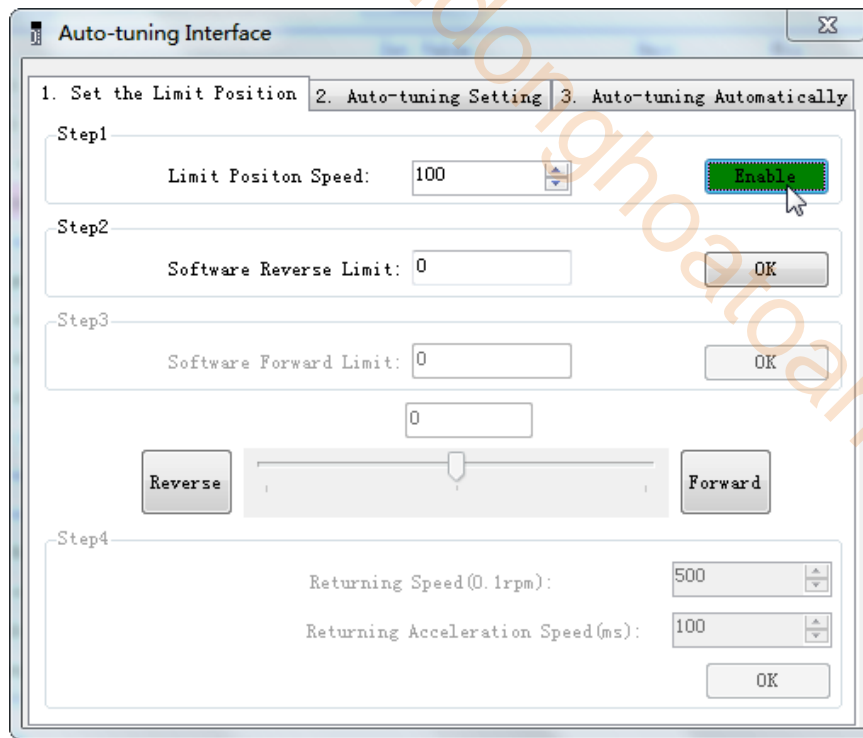 Auto-tuning Interface
1. Set the Limit Position 2. Auto-tuning Setting 3. Auto-tuning Automatically
Step1
Limit Positon Speed: 100 Enable
Step2
Software Reverse Limit: 0 OK
Step3
Software Forward Limit: 0 OK
0
Reverse Forward
Step4
Returning Speed(0.1rpm): 500
Returning Acceleration Speed(ms): 100
OK